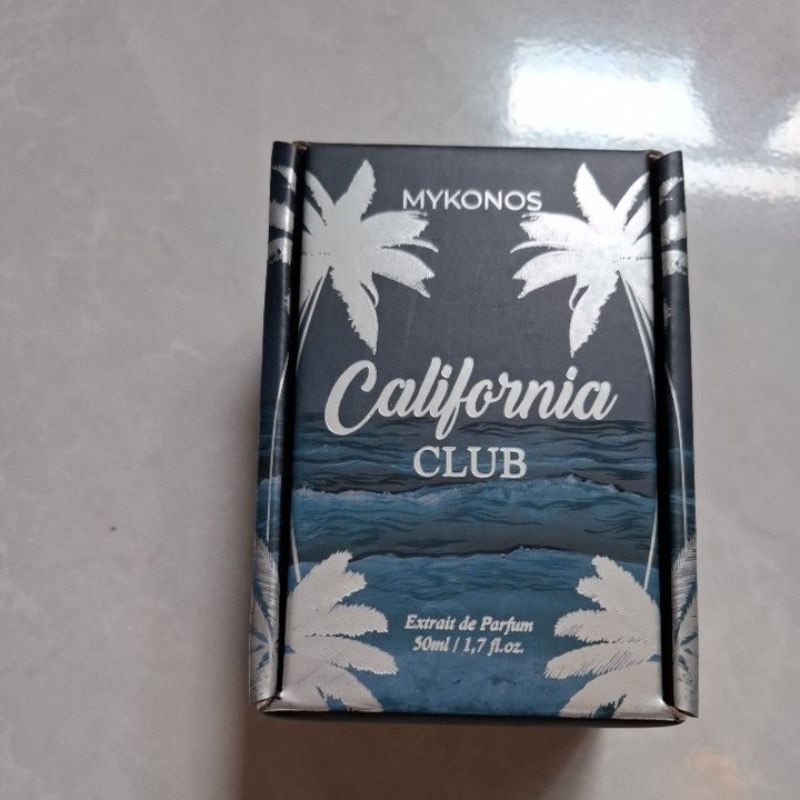 MYKONOS
California
CLUB
Extrait de Parfum
50ml / 1,7 fl.oz.